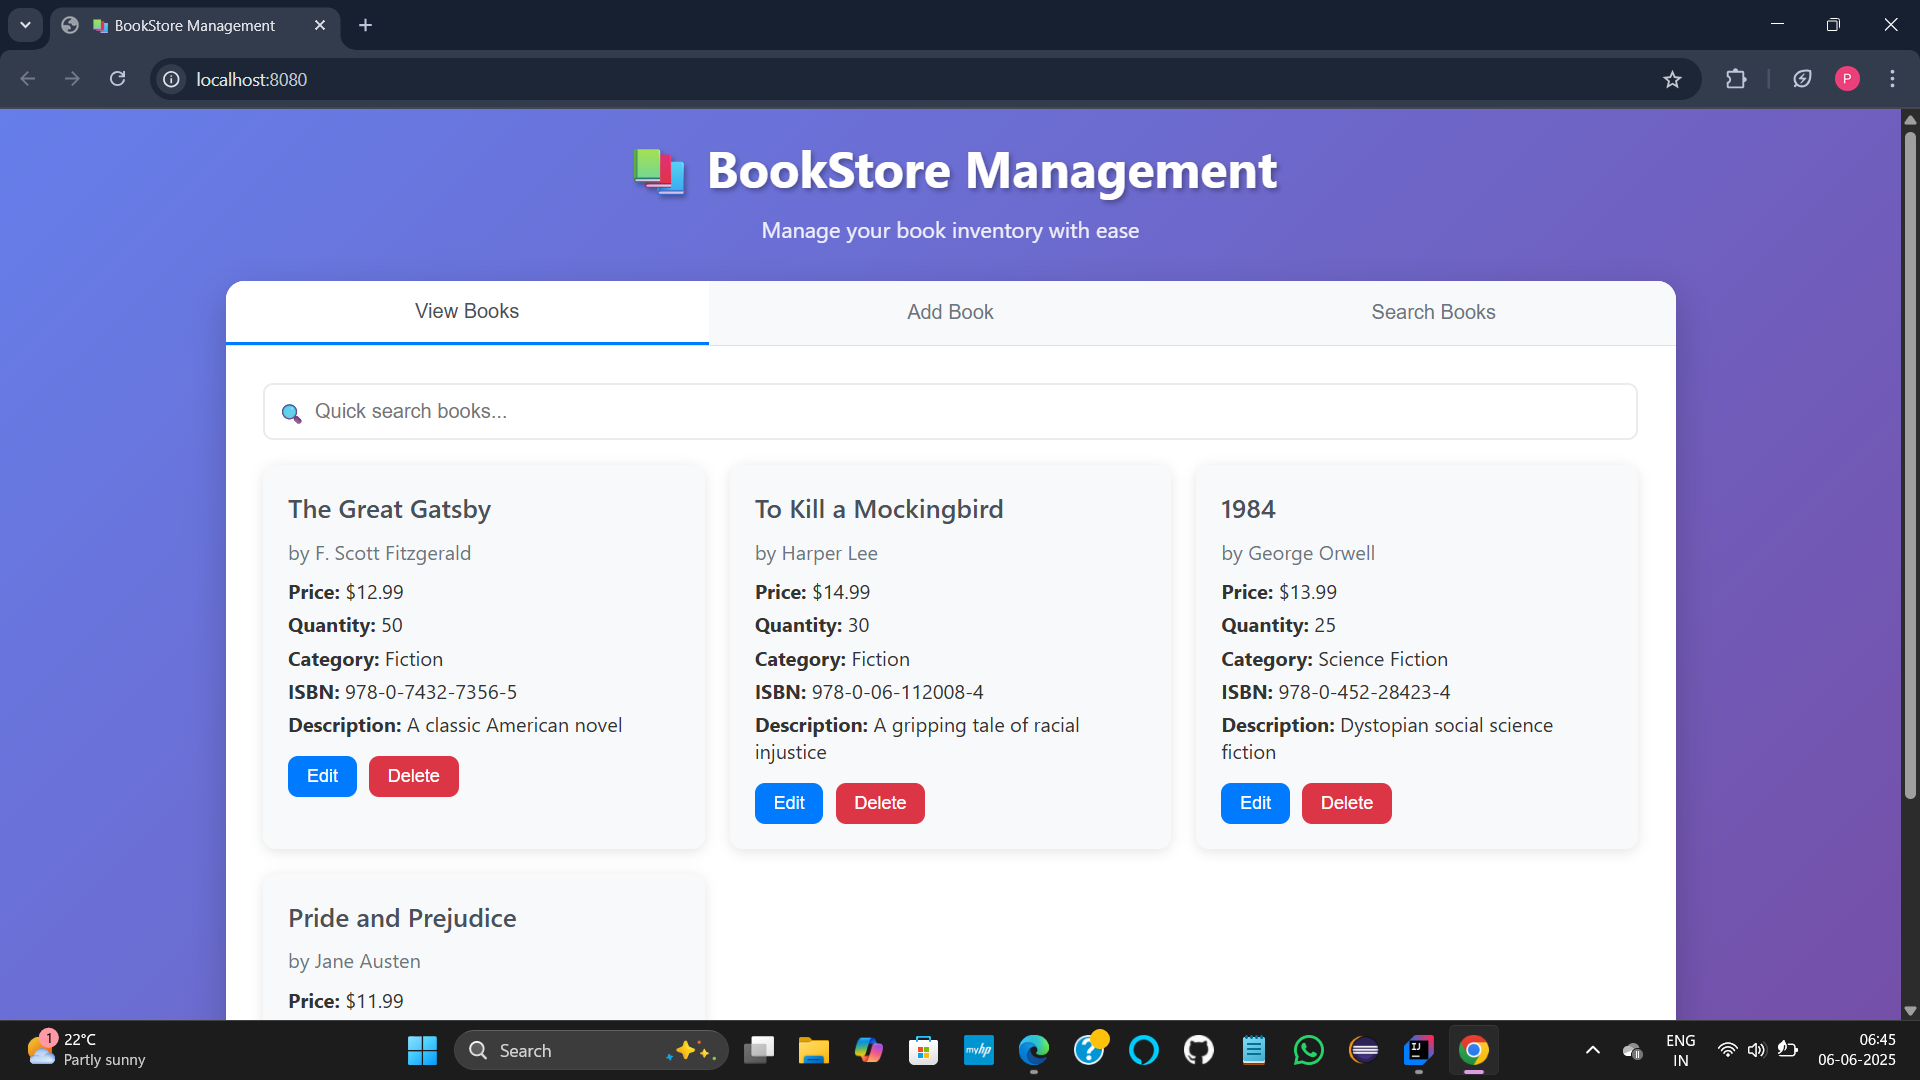 BookStore Management
localhost:8080
P
BookStore Management
Manage your book inventory with ease
View Books
Add Book
Search Books
Quick search books...
The Great Gatsby
by F. Scott Fitzgerald
Price: $12.99
Quantity: 50
Category: Fiction
ISBN: 978-0-7432-7356-5
Description: A classic American novel
Edit
Delete
To Kill a Mockingbird
by Harper Lee
Price: $14.99
Quantity: 30
Category: Fiction
ISBN: 978-0-06-112008-4
Description: A gripping tale of racial
injustice
Edit
Delete
1984
by George Orwell
Price: $13.99
Quantity: 25
Category: Science Fiction
ISBN: 978-0-452-28423-4
Description: Dystopian social science
fiction
Edit
Delete
Pride and Prejudice
by Jane Austen
Price: $11.99
1
22°C
Partly sunny
Search
myhp
IJ
ENG
IN
06:45
06-06-2025